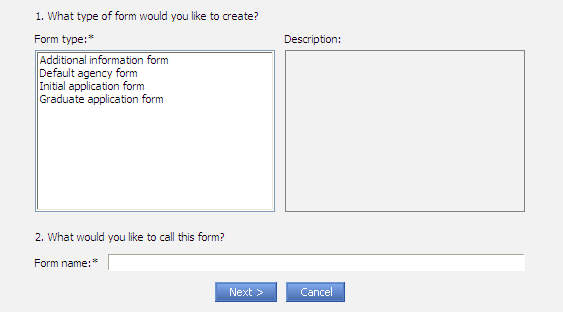 1. What type of form would you like to create?
Form type:* Description:
Additional information form
Default agency form
Initial application form
Graduate application form
2. What would you like to call this form?
Form name:*
Next > Cancel